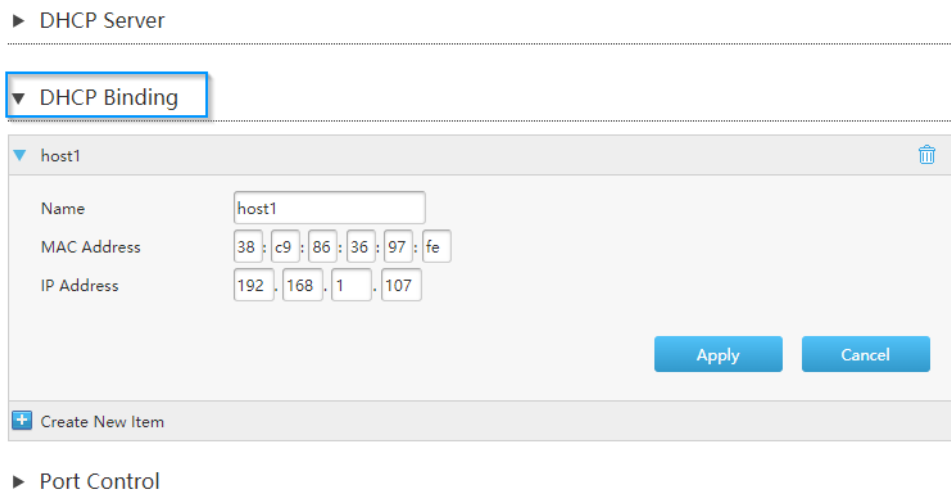 DHCP Server
DHCP Binding
host1
Name host1
MAC Address 38 : c9 : 86 : 36 : 97 : fe
IP Address 192 . 168 . 1 . 107
Apply Cancel
Create New Item
Port Control